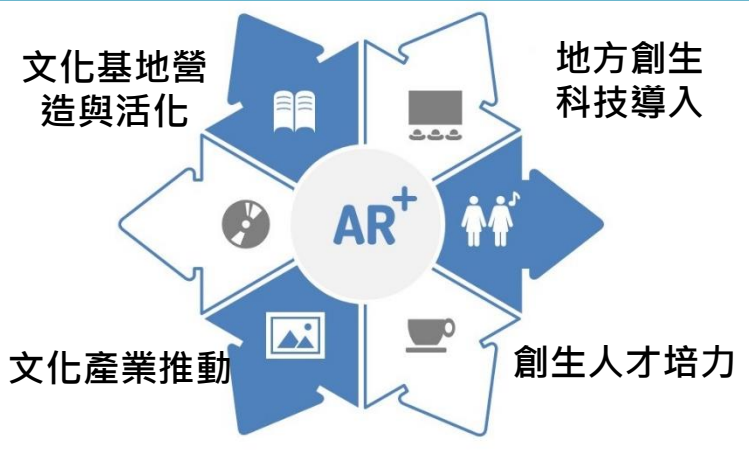 文化基地營
造與活化
地方創生
科技導入
AR+
文化產業推動
創生人才培力